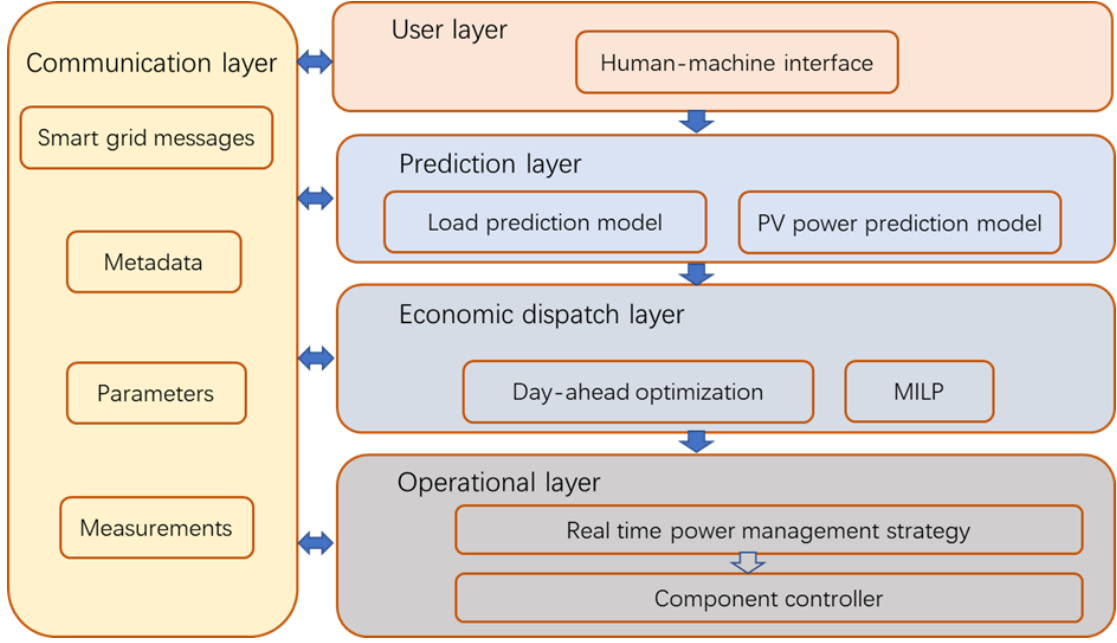 Communication layer
Smart grid messages
Metadata
Parameters
Measurements
User layer
Human-machine interface
Prediction layer
Load prediction model
PV power prediction model
Economic dispatch layer
Day-ahead optimization
MILP
Operational layer
Real time power management strategy
Component controller